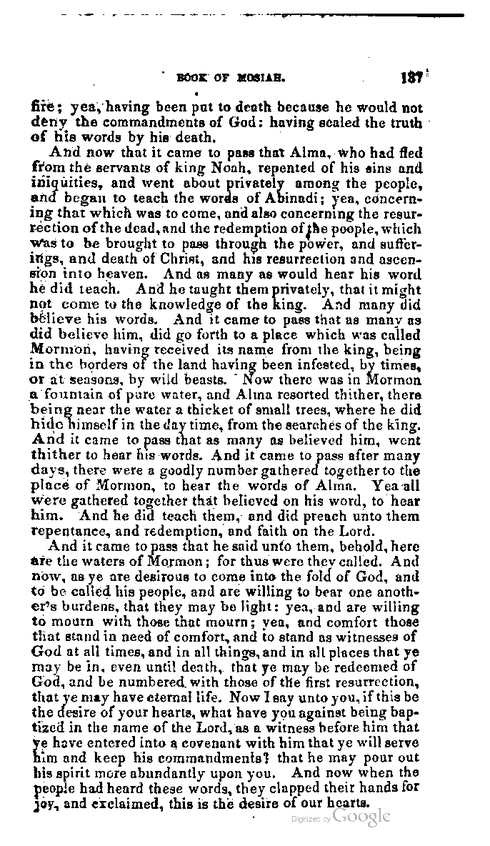 BOOK OF MOSIAH. 187
fire; yea, having been put to death because he would not
deny the commandments of God: having sealed the truth
of his words by his death.
And now that it came to pass that Alma, who had fled
from the servants of king Noah, repented of his sins and
iniquities, and went about privately among the people,
and began to teach the words of Abinadi; yea, concern-
ing that which was to come, and also concerning the resur-
rection of the dead, and the redemption of the people, which
was to be brought to pass through the power, and suffer-
ings, and death of Christ, and his resurrection and ascen-
sion into heaven. And as many as would hear his word
he did teach. And he taught them privately, that it might
not come to the knowledge of the king. And many did
believe his words. And it came to pass that as many as
did believe him, did go forth to a place which was called
Mormon, having received its name from the king, being
in the borders of the land having been infested, by times,
or at seasons, by wild beasts. Now there was in Mormon
a fountain of pure water, and Alma resorted thither, there
being near the water a thicket of small trees, where he did
hide himself in the day time, from the searches of the king.
And it came to pass that as many as believed him, went
thither to hear his words. And it came to pass after many
days, there were a goodly number gathered together to the
place of Mormon, to hear the words of Alma. Yea all
were gathered together that believed on his word, to hear
him. And he did teach them, and did preach unto them
repentance, and redemption, and faith on the Lord.
And it came to pass that he said unto them, behold, here
are the waters of Mormon; for thus were they called. And
now, as ye are desirous to come into the fold of God, and
to be called his people, and are willing to bear one anoth-
er's burdens, that they may be light: yea, and are willing
to mourn with those that mourn; yea, and comfort those
that stand in need of comfort, and to stand as witnesses of
God at all times, and in all things, and in all places that ye
may be in, even until death, that ye may be redeemed of
God, and be numbered with those of the first resurrection,
that ye may have eternal life. Now I say unto you, if this be
the desire of your hearts, what have you against being bap-
tized in the name of the Lord, as a witness before him that
ye have entered into a covenant with him that ye will serve
him and keep his commandments? that he may pour out
his spirit more abundantly upon you. And now when the
people had heard these words, they clapped their hands for
joy, and exclaimed, this is the desire of our hearts.
Digitized by Google